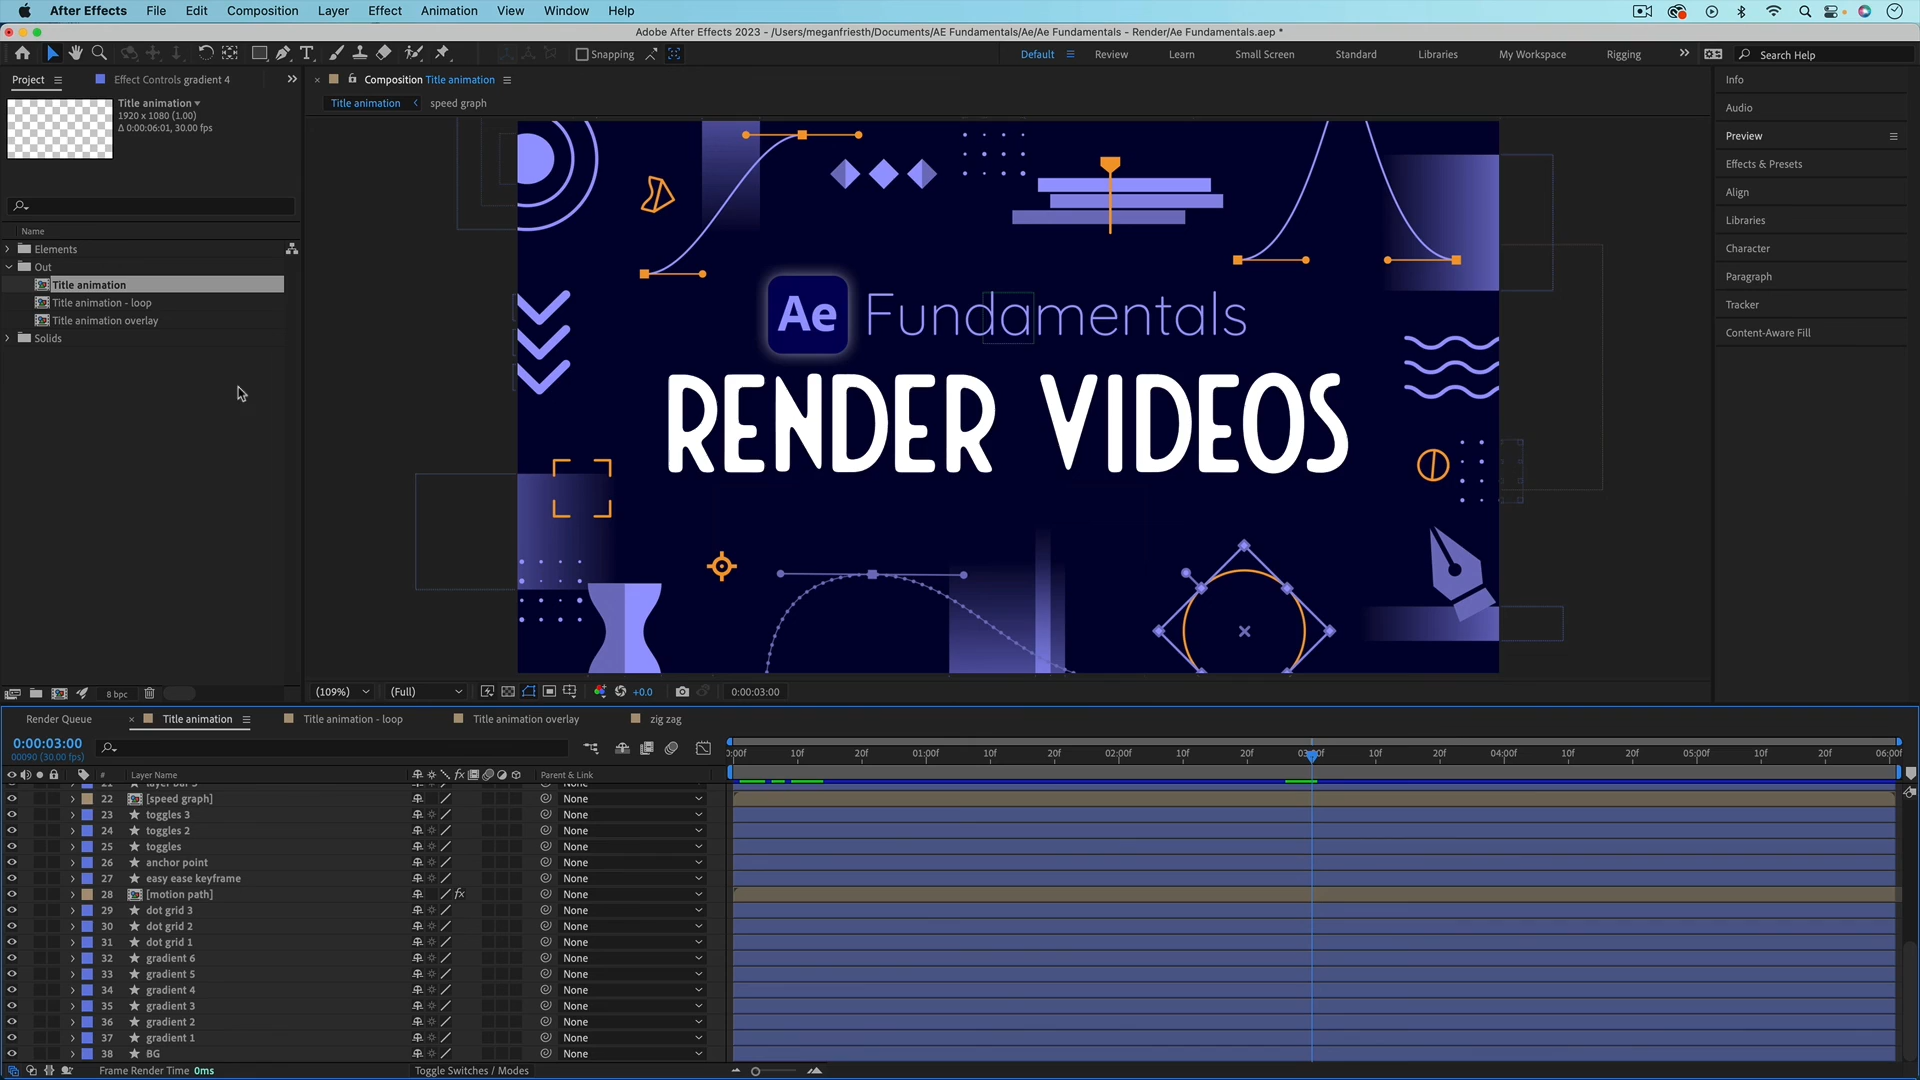 After Effects File Edit Composition Layer Effect Animation View Window Help
Adobe After Effects 2023 - /Users/meganfriesth/Documents/AE Fundamentals/Ae/Ae Fundamentals - Render/Ae Fundamentals.aep *
Snapping Default Review Learn Small Screen Standard Libraries My Workspace Rigging Search Help
Project Effect Controls gradient 4
Composition Title animation
Title animation speed graph
Title animation
1920 x 1080 (1.00)
Δ 0:00:06:01, 30.00 fps
Name
Elements
Out
Title animation
Title animation - loop
Title animation overlay
Solids
8 bpc
Ae Fundamentals
RENDER VIDEOS
(109%) (Full) +0.0 0:00:03:00
Info
Audio
Preview
Effects & Presets
Align
Libraries
Character
Paragraph
Tracker
Content-Aware Fill
Render Queue Title animation Title animation - loop Title animation overlay zig zag
0:00:03:00
00090 (30.00 fps)
:00f 10f 20f 01:00f 10f 20f 02:00f 10f 20f 03:00f 10f 20f 04:00f 10f 20f 05:00f 10f 20f 06:00f
# Layer Name fx Parent & Link
22 [speed graph] None
23 toggles 3 None
24 toggles 2 None
25 toggles None
26 anchor point None
27 easy ease keyframe None
28 [motion path] fx None
29 dot grid 3 None
30 dot grid 2 None
31 dot grid 1 None
32 gradient 6 None
33 gradient 5 None
34 gradient 4 None
35 gradient 3 None
36 gradient 2 None
37 gradient 1 None
38 BG None
Frame Render Time 0ms Toggle Switches / Modes